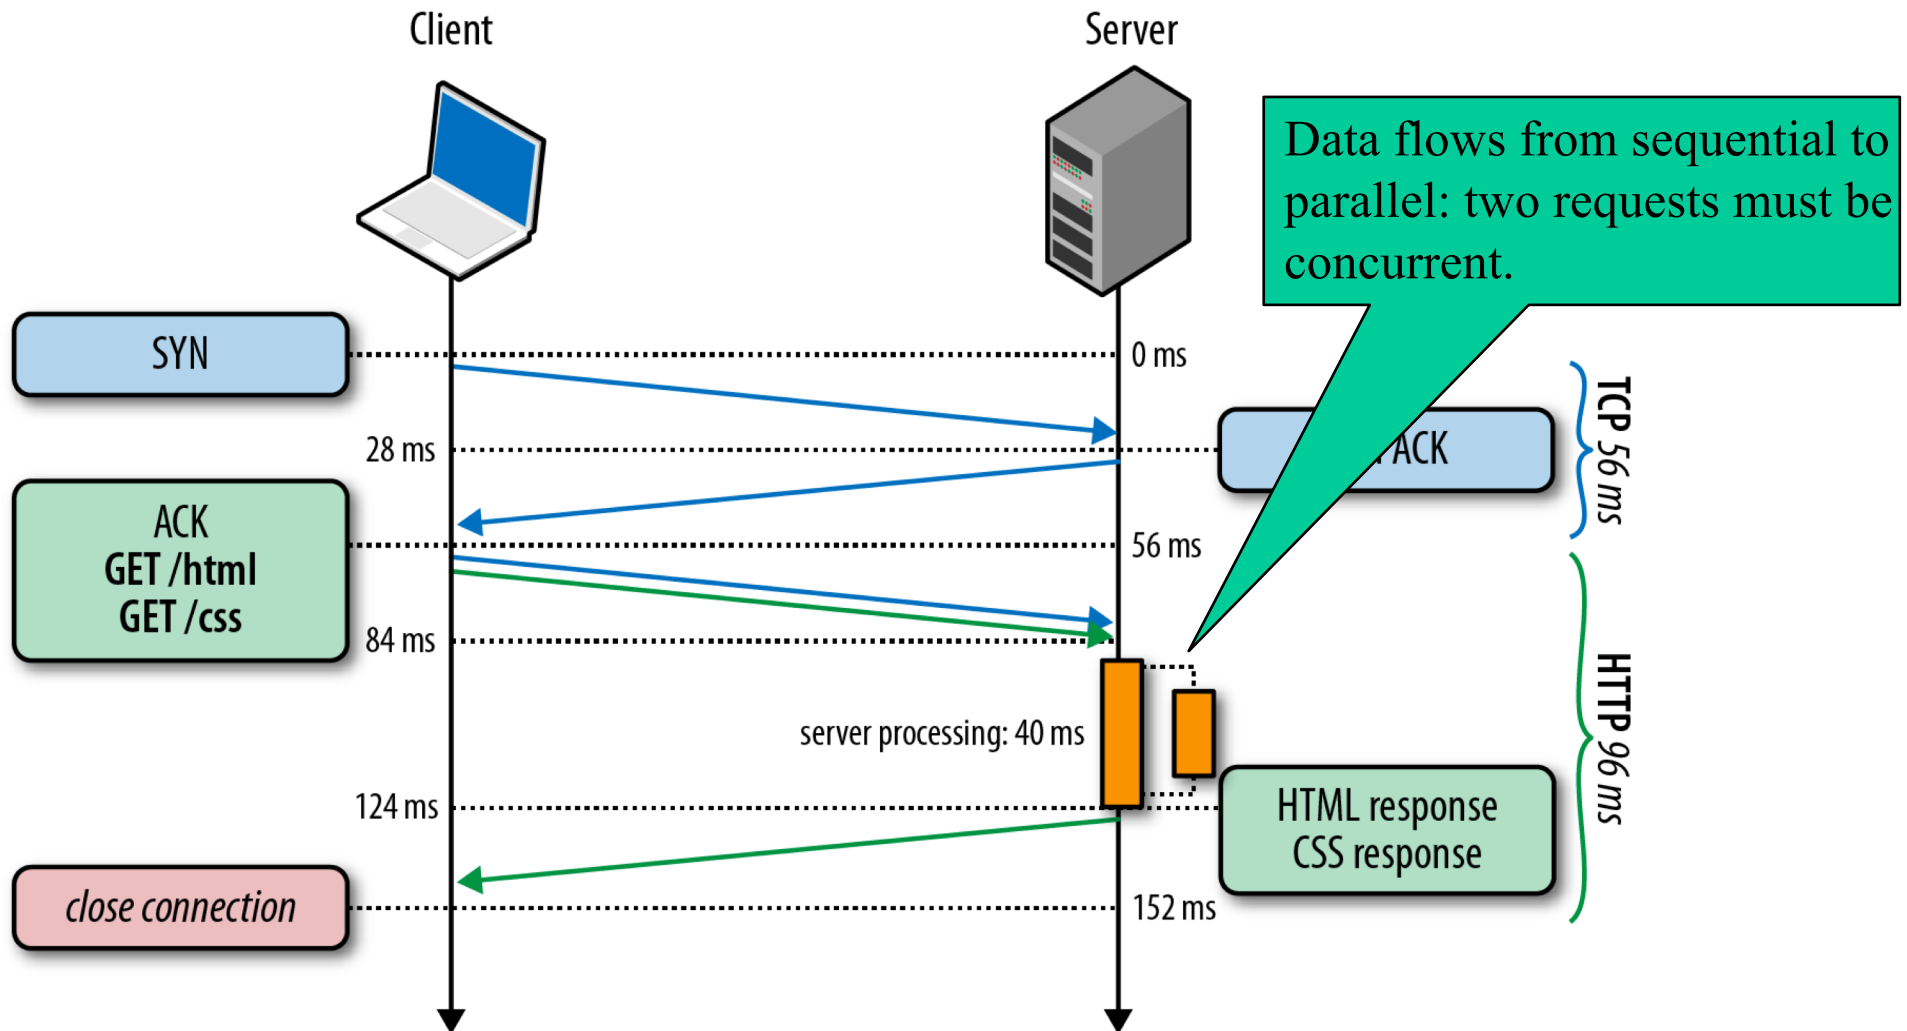 Client
Server
Data flows from sequential to
parallel: two requests must be
concurrent.
SYN
0 ms
TCP 56 ms
28 ms
ACK
ACK
GET /html
GET /css
56 ms
84 ms
HTTP 96 ms
server processing: 40 ms
124 ms
HTML response
CSS response
close connection
152 ms